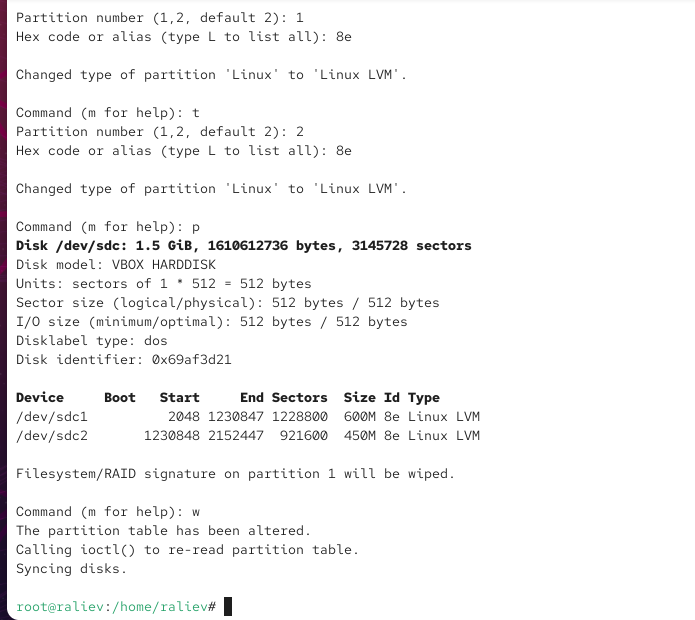 Partition number (1,2, default 2): 1
Hex code or alias (type L to list all): 8e
Changed type of partition 'Linux' to 'Linux LVM'.
Command (m for help): t
Partition number (1,2, default 2): 2
Hex code or alias (type L to list all): 8e
Changed type of partition 'Linux' to 'Linux LVM'.
Command (m for help): p
Disk /dev/sdc: 1.5 GiB, 1610612736 bytes, 3145728 sectors
Disk model: VBOX HARDDISK
Units: sectors of 1 * 512 = 512 bytes
Sector size (logical/physical): 512 bytes / 512 bytes
I/O size (minimum/optimal): 512 bytes / 512 bytes
Disklabel type: dos
Disk identifier: 0x69af3d21
Device     Boot   Start     End Sectors  Size Id Type
/dev/sdc1          2048 1230847 1228800  600M 8e Linux LVM
/dev/sdc2       1230848 2152447  921600  450M 8e Linux LVM
Filesystem/RAID signature on partition 1 will be wiped.
Command (m for help): w
The partition table has been altered.
Calling ioctl() to re-read partition table.
Syncing disks.
root@raliev:/home/raliev#